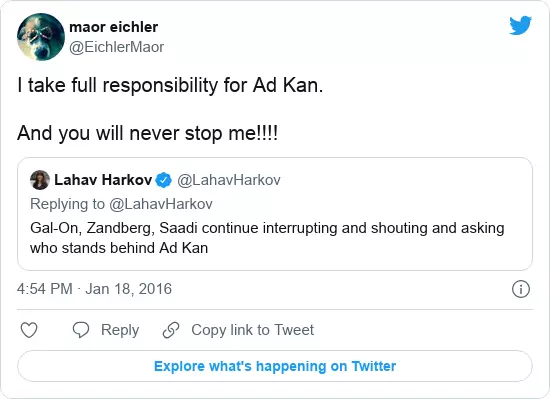 maor eichler
@EichlerMaor
I take full responsibility for Ad Kan.
And you will never stop me!!!!
Lahav Harkov @LahavHarkov
Replying to @LahavHarkov
Gal-On, Zandberg, Saadi continue interrupting and shouting and asking
who stands behind Ad Kan
4:54 PM · Jan 18, 2016
Reply Copy link to Tweet
Explore what's happening on Twitter